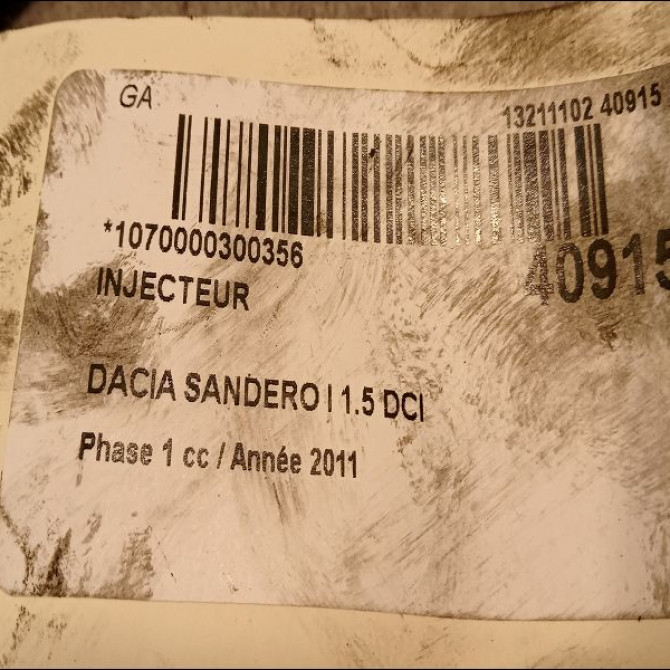 GA
13211102 40915
*1070000300356
40915
INJECTEUR
DACIA SANDERO I 1.5 DCI
Phase 1 cc / Année 2011